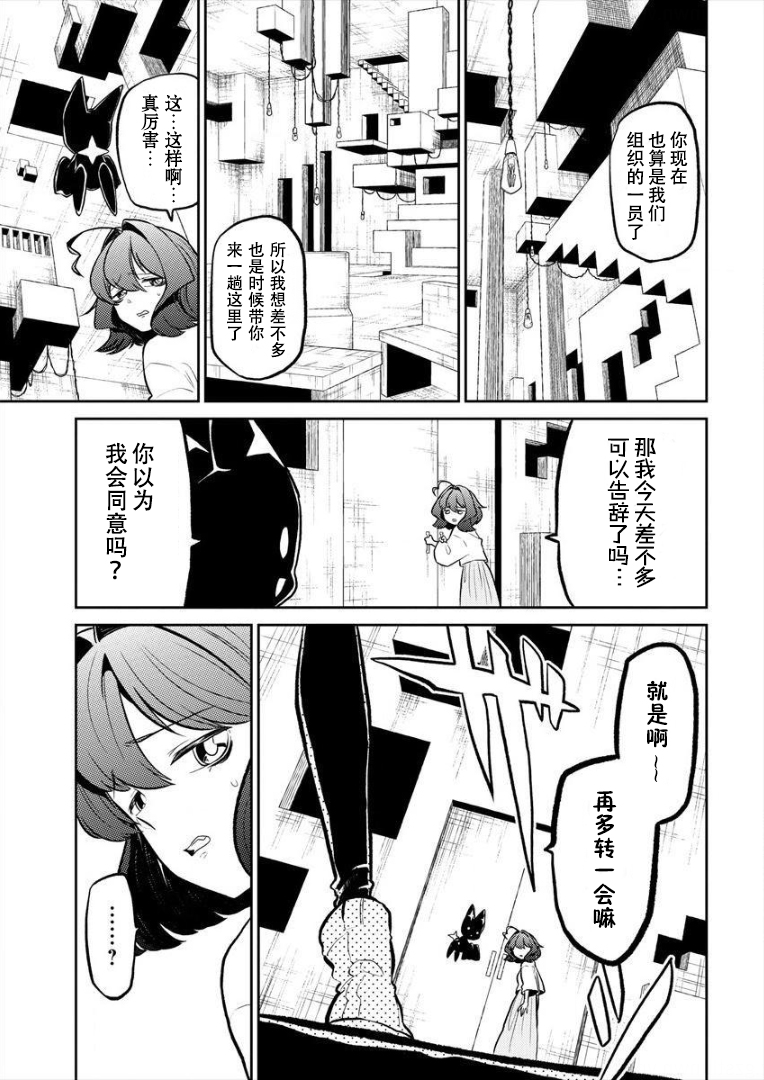 你现在
也算是我们
组织的一员了
所以我想差不多
也是时候带你
来一趟这里了
这…这样啊…
真厉害…
那我今天差不多
可以告辞了吗…
你以为
我会同意吗？
就是啊～
再多转一会嘛
……？